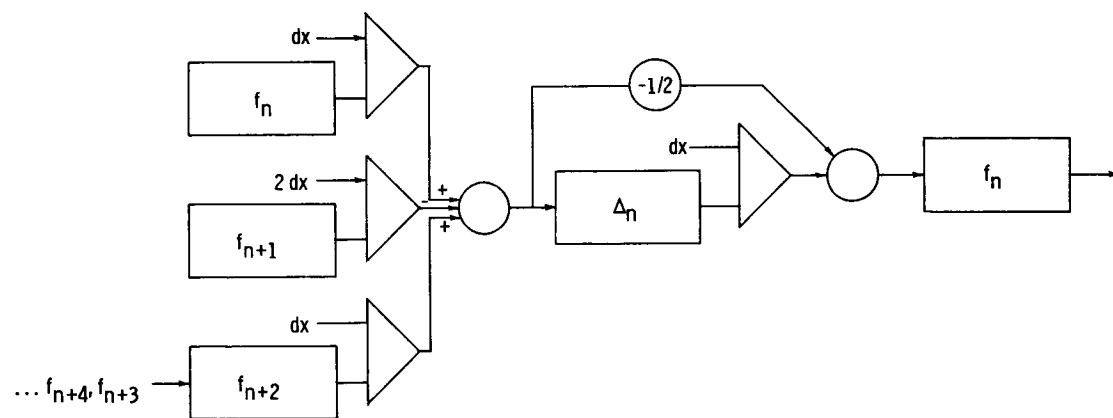 dx
f_n
2 dx
f_{n+1}
dx
... f_{n+4}, f_{n+3}
f_{n+2}
+
-
+
-1/2
dx
Δ_n
f_n